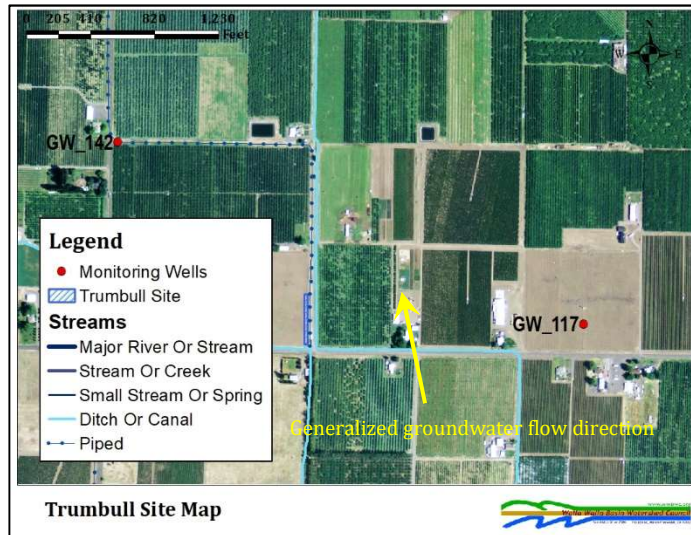 0 205 410 820 1,230
Feet
N
W E
S
GW_142
GW_117
Legend
Monitoring Wells
Trumbull Site
Streams
Major River Or Stream
Stream Or Creek
Small Stream Or Spring
Ditch Or Canal
Piped
Generalized groundwater flow direction
Trumbull Site Map
Walla Walla Basin Watershed Council